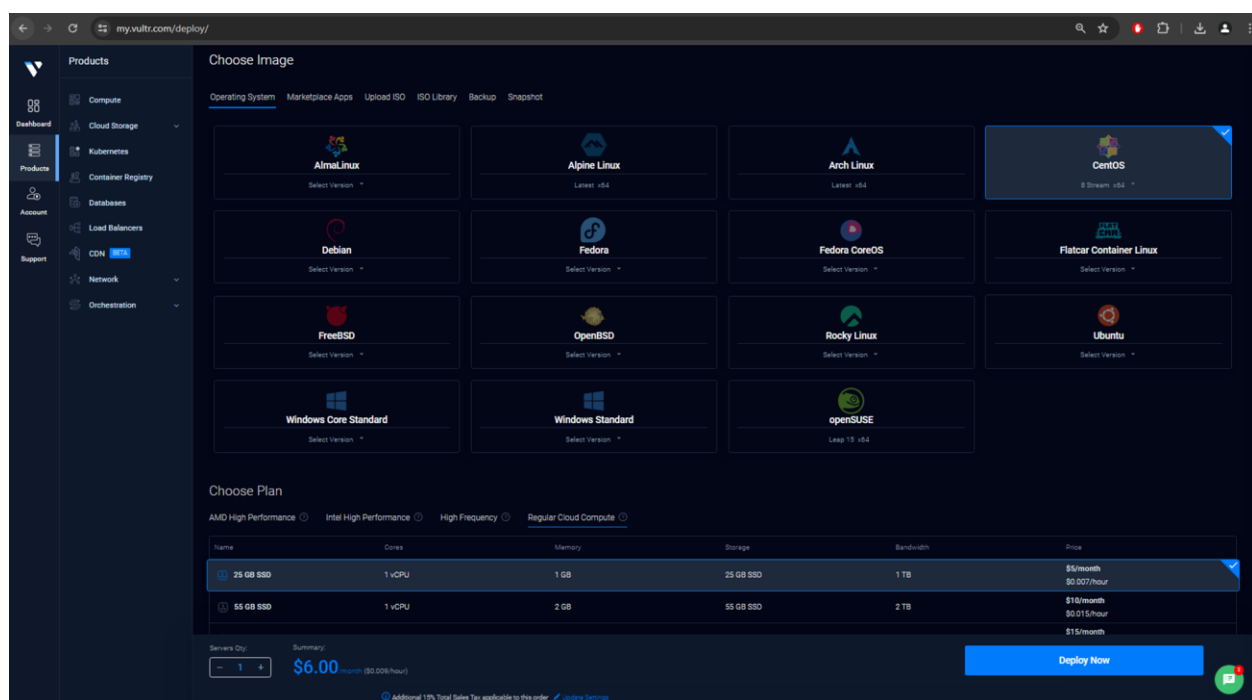 my.vultr.com/deploy/
Products
Choose Image
Dashboard
Products
Account
Support
Compute
Cloud Storage
Kubernetes
Container Registry
Databases
Load Balancers
CDN BETA
Network
Orchestration
Operating System Marketplace Apps Upload ISO ISO Library Backup Snapshot
AlmaLinux
Select Version
Alpine Linux
Latest x64
Arch Linux
Latest x64
CentOS
8 Stream x64
Debian
Select Version
Fedora
Select Version
Fedora CoreOS
Select Version
FLAT CAR
Flatcar Container Linux
Select Version
FreeBSD
Select Version
OpenBSD
Select Version
Rocky Linux
Select Version
Ubuntu
Select Version
Windows Core Standard
Select Version
Windows Standard
Select Version
openSUSE
Leap 15 x64
Choose Plan
AMD High Performance Intel High Performance High Frequency Regular Cloud Compute
Name Cores Memory Storage Bandwidth Price
25 GB SSD 1 vCPU 1 GB 25 GB SSD 1 TB $5/month
$0.007/hour
55 GB SSD 1 vCPU 2 GB 55 GB SSD 2 TB $10/month
$0.015/hour
$15/month
Servers Qty:
- 1 +
Summary:
$6.00/month ($0.009/hour)
Deploy Now
Additional 15% Total Sales Tax applicable to this order Update Settings